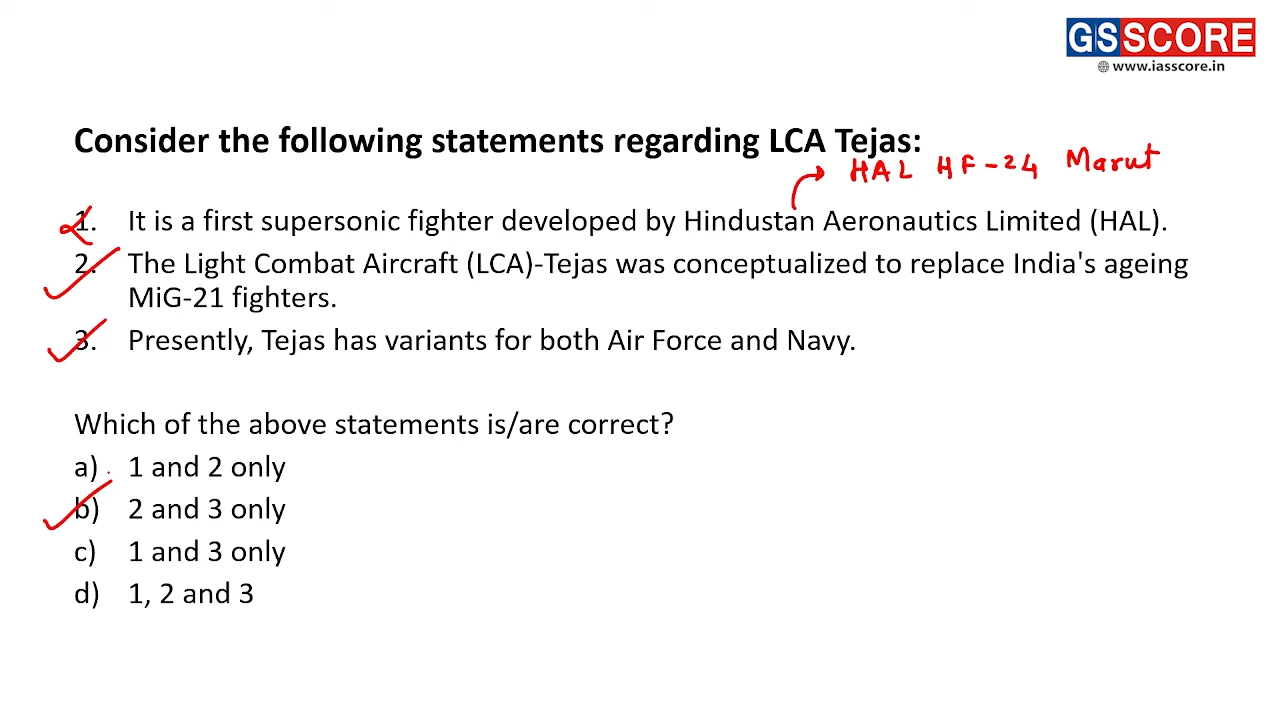 GSSCORE
www.iasscore.in
Consider the following statements regarding LCA Tejas:
HAL HF-24 Marut
1. It is a first supersonic fighter developed by Hindustan Aeronautics Limited (HAL).
2. The Light Combat Aircraft (LCA)-Tejas was conceptualized to replace India's ageing
MiG-21 fighters.
3. Presently, Tejas has variants for both Air Force and Navy.
Which of the above statements is/are correct?
a) 1 and 2 only
b) 2 and 3 only
c) 1 and 3 only
d) 1, 2 and 3